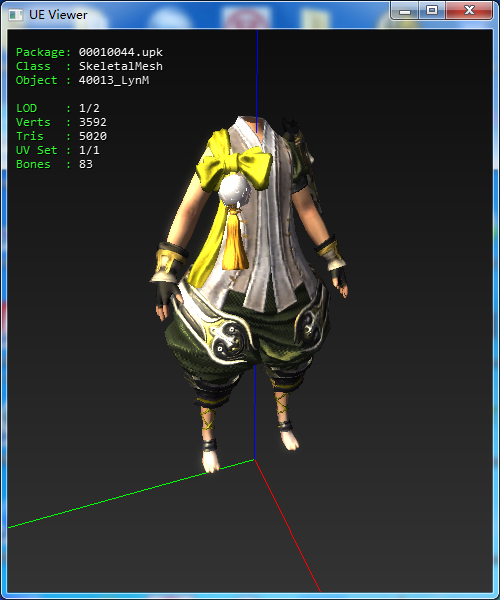 UE Viewer
Package: 00010044.upk
Class  : SkeletalMesh
Object : 40013_LynM
LOD    : 1/2
Verts  : 3592
Tris   : 5020
UV Set : 1/1
Bones  : 83